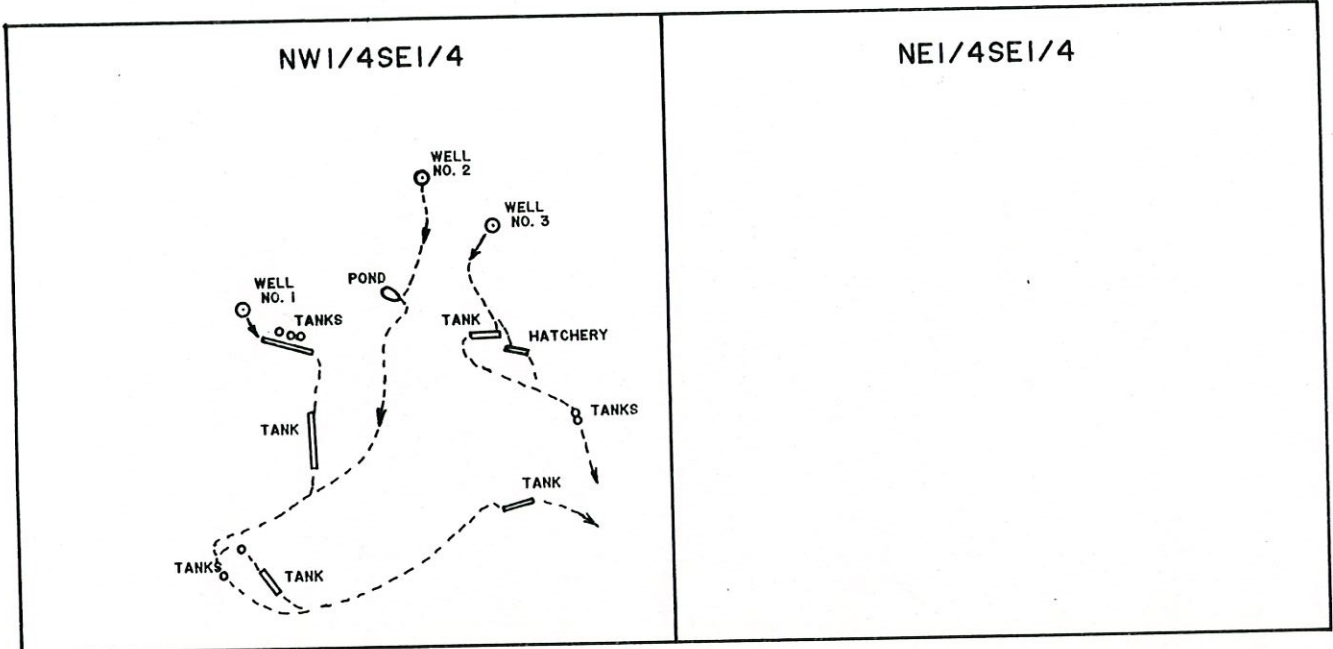 NW1/4SE1/4
NE1/4SE1/4
WELL
NO. 2
WELL
NO. 3
POND
WELL
NO. 1
TANKS
TANK
HATCHERY
TANK
TANKS
TANK
TANKS
TANK